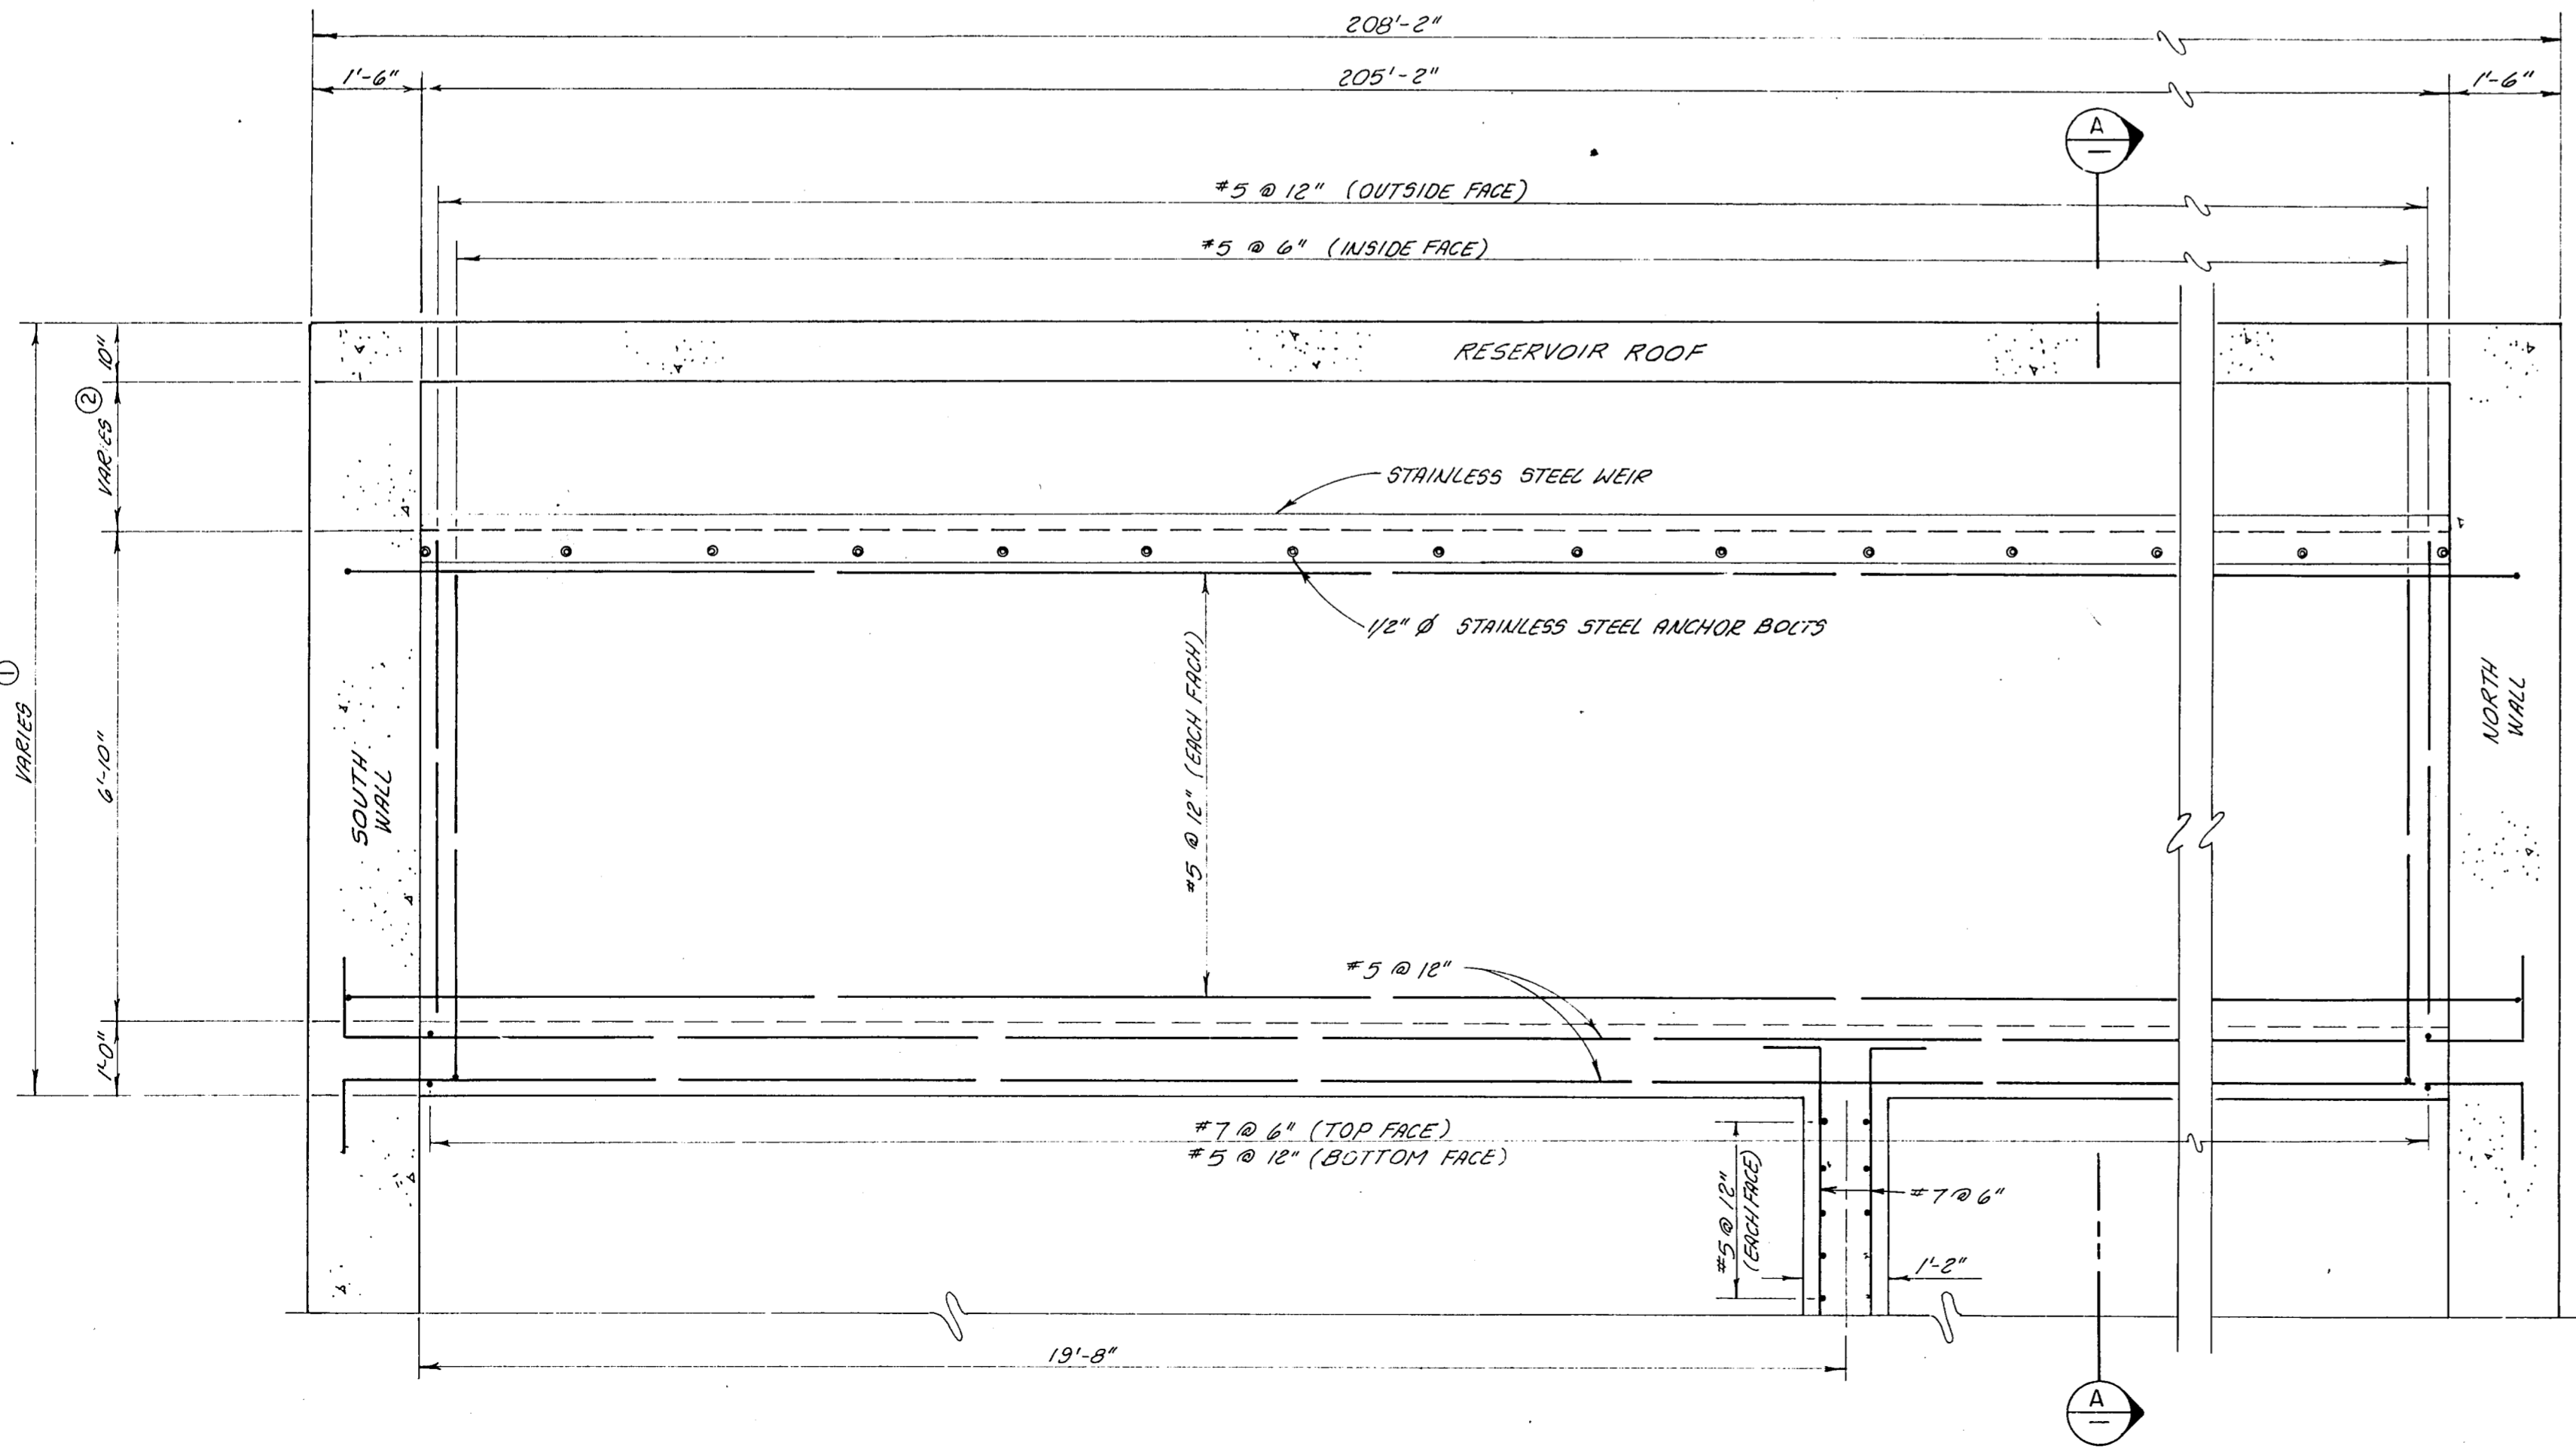 208'-2"
1'-6"
205'-2"
1'-6"
A
#5 @ 12" (OUTSIDE FACE)
#5 @ 6" (INSIDE FACE)
10"
RESERVOIR ROOF
VARIES ②
STAINLESS STEEL WEIR
1/2" Ø STAINLESS STEEL ANCHOR BOLTS
① VARIES
6'-10"
SOUTH
WALL
#5 @ 12" (EACH FACH)
NORTH
WALL
#5 @ 12"
1'-0"
#7 @ 6" (TOP FACE)
#5 @ 12" (BOTTOM FACE)
#5 @ 12"
(EACH FACE)
#7 @ 6"
1'-2"
19'-8"
A